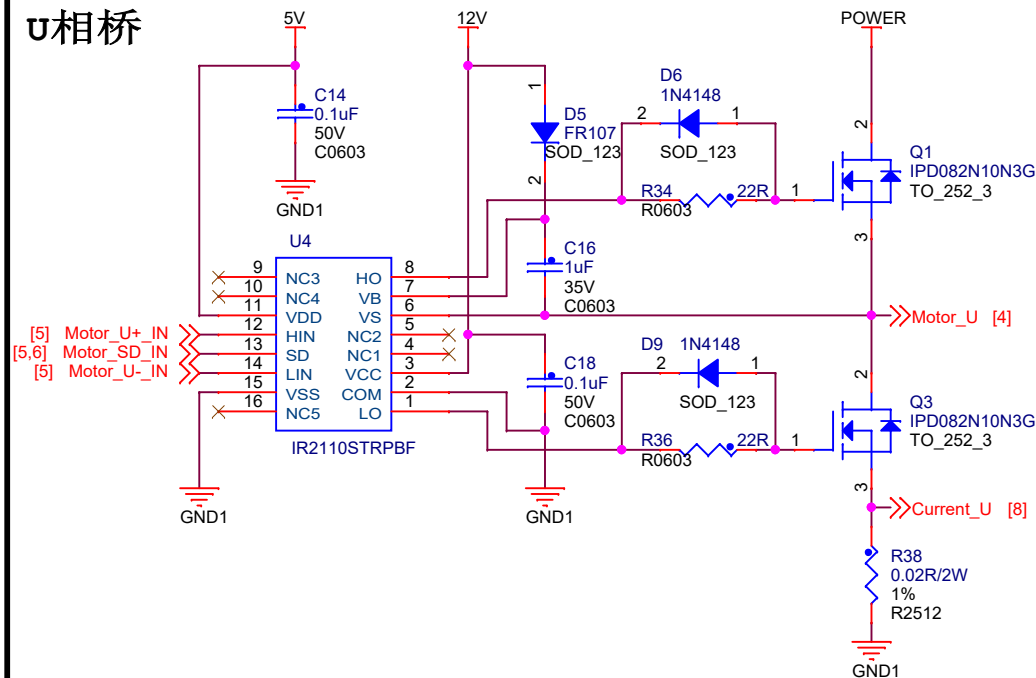 U相桥
5V
12V
POWER
C14
0.1uF
50V
C0603
GND1
1
D5
FR107
SOD_123
2
D6
1N4148
2
1
SOD_123
R34
22R
R0603
1
2
Q1
IPD082N10N3G
TO_252_3
3
C16
1uF
35V
C0603
U4
9 NC3
10 NC4
11 VDD
12 HIN
13 SD
14 LIN
15 VSS
16 NC5
HO 8
VB 7
VS 6
NC2 5
NC1 4
VCC 3
COM 2
LO 1
IR2110STRPBF
[5] Motor_U+_IN
[5,6] Motor_SD_IN
[5] Motor_U-_IN
Motor_U [4]
C18
0.1uF
50V
C0603
D9 1N4148
2
1
SOD_123
R36
22R
R0603
1
2
Q3
IPD082N10N3G
TO_252_3
3
GND1
GND1
Current_U [8]
R38
0.02R/2W
1%
R2512
GND1